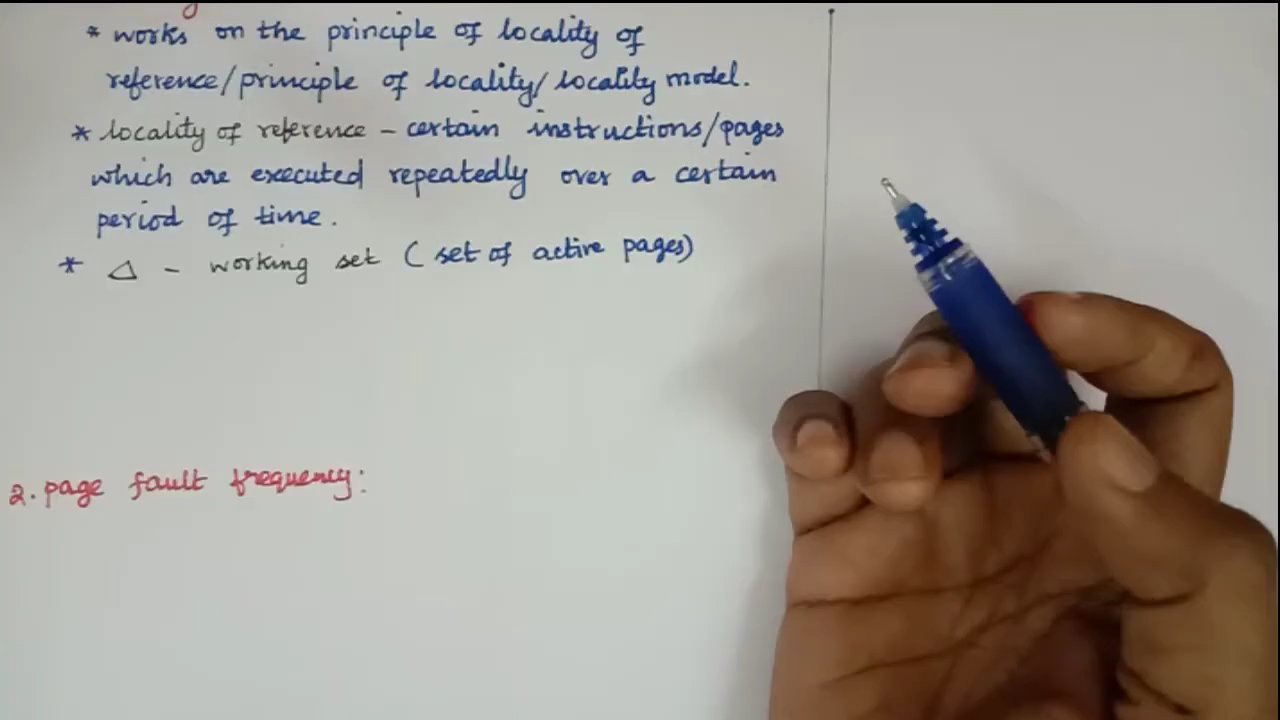 * works on the principle of locality of
reference/principle of locality/locality model.
* locality of reference - certain instructions/pages
which are executed repeatedly over a certain
period of time.
* △ - working set (set of active pages)
2. page fault frequency: